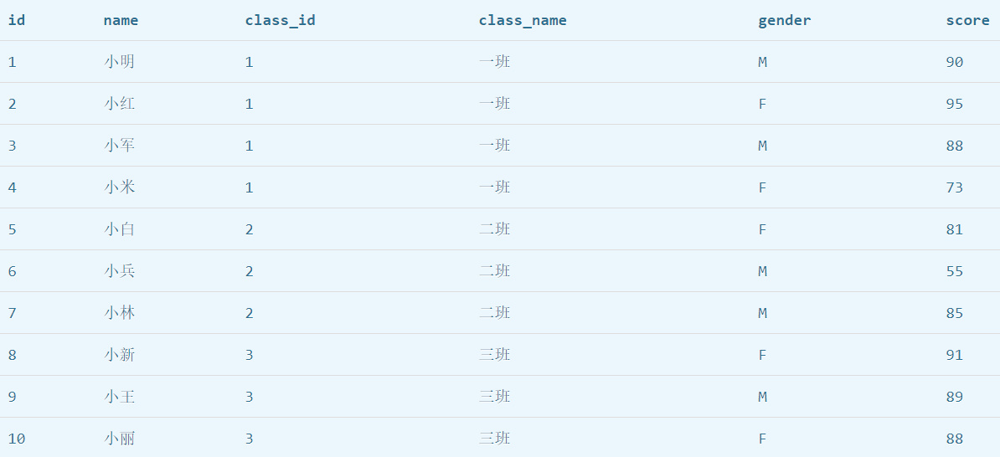 id name class_id class_name gender score
1 小明 1 一班 M 90
2 小红 1 一班 F 95
3 小军 1 一班 M 88
4 小米 1 一班 F 73
5 小白 2 二班 F 81
6 小兵 2 二班 M 55
7 小林 2 二班 M 85
8 小新 3 三班 F 91
9 小王 3 三班 M 89
10 小丽 3 三班 F 88